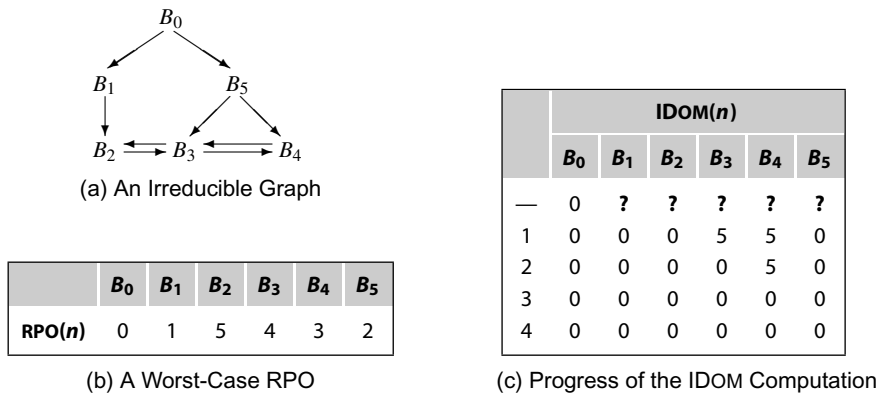 B0
B1 B5
B2 B3 B4
(a) An Irreducible Graph
B0 B1 B2 B3 B4 B5
RPO(n) 0 1 5 4 3 2
(b) A Worst-Case RPO
IDOM(n)
B0 B1 B2 B3 B4 B5
— 0 ? ? ? ? ?
1 0 0 0 5 5 0
2 0 0 0 0 5 0
3 0 0 0 0 0 0
4 0 0 0 0 0 0
(c) Progress of the IDOM Computation